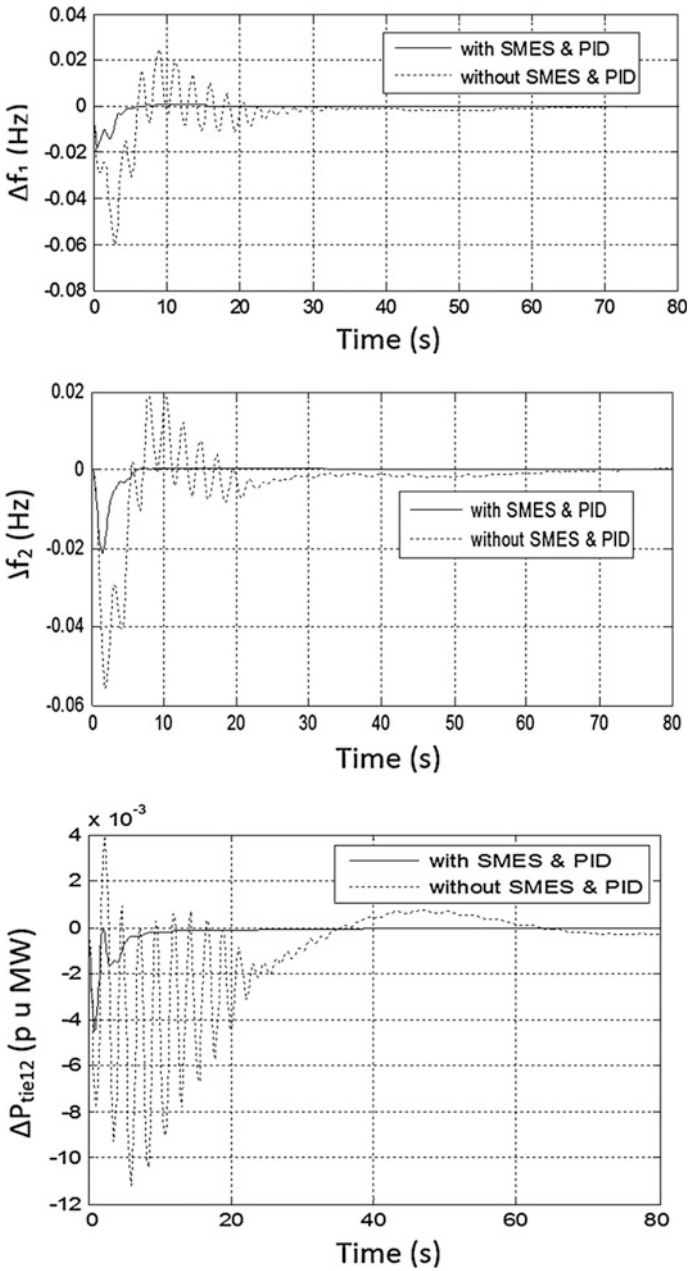 0.04
0.02
0
-0.02
-0.04
-0.06
-0.08
Δf₁ (Hz)
with SMES & PID
without SMES & PID
0 10 20 30 40 50 60 70 80
Time (s)
0.02
0
-0.02
-0.04
-0.06
Δf₂ (Hz)
with SMES & PID
without SMES & PID
0 10 20 30 40 50 60 70 80
Time (s)
x 10⁻³
4
2
0
-2
-4
-6
-8
-10
-12
ΔPtie12 (p u MW)
with SMES & PID
without SMES & PID
0 20 40 60 80
Time (s)